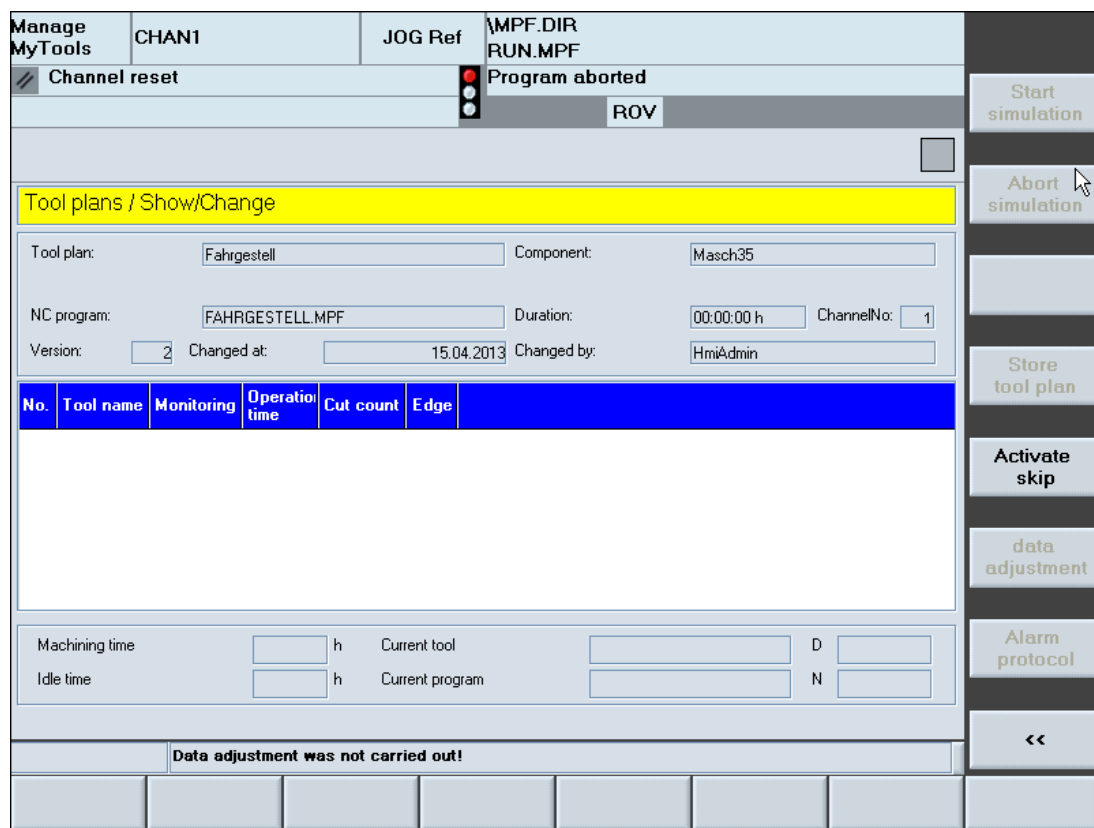 Manage
MyTools
CHAN1
JOG Ref
\MPF.DIR
RUN.MPF
Channel reset
Program aborted
ROV
Tool plans / Show/Change
Tool plan:
Fahrgestell
Component:
Masch35
NC program:
FAHRGESTELL.MPF
Duration:
00:00:00 h
ChannelNo:
1
Version:
2
Changed at:
15.04.2013
Changed by:
HmiAdmin
No.
Tool name
Monitoring
Operation
time
Cut count
Edge
Machining time
h
Current tool
D
Idle time
h
Current program
N
Data adjustment was not carried out!
Start
simulation
Abort
simulation
Store
tool plan
Activate
skip
data
adjustment
Alarm
protocol
<<